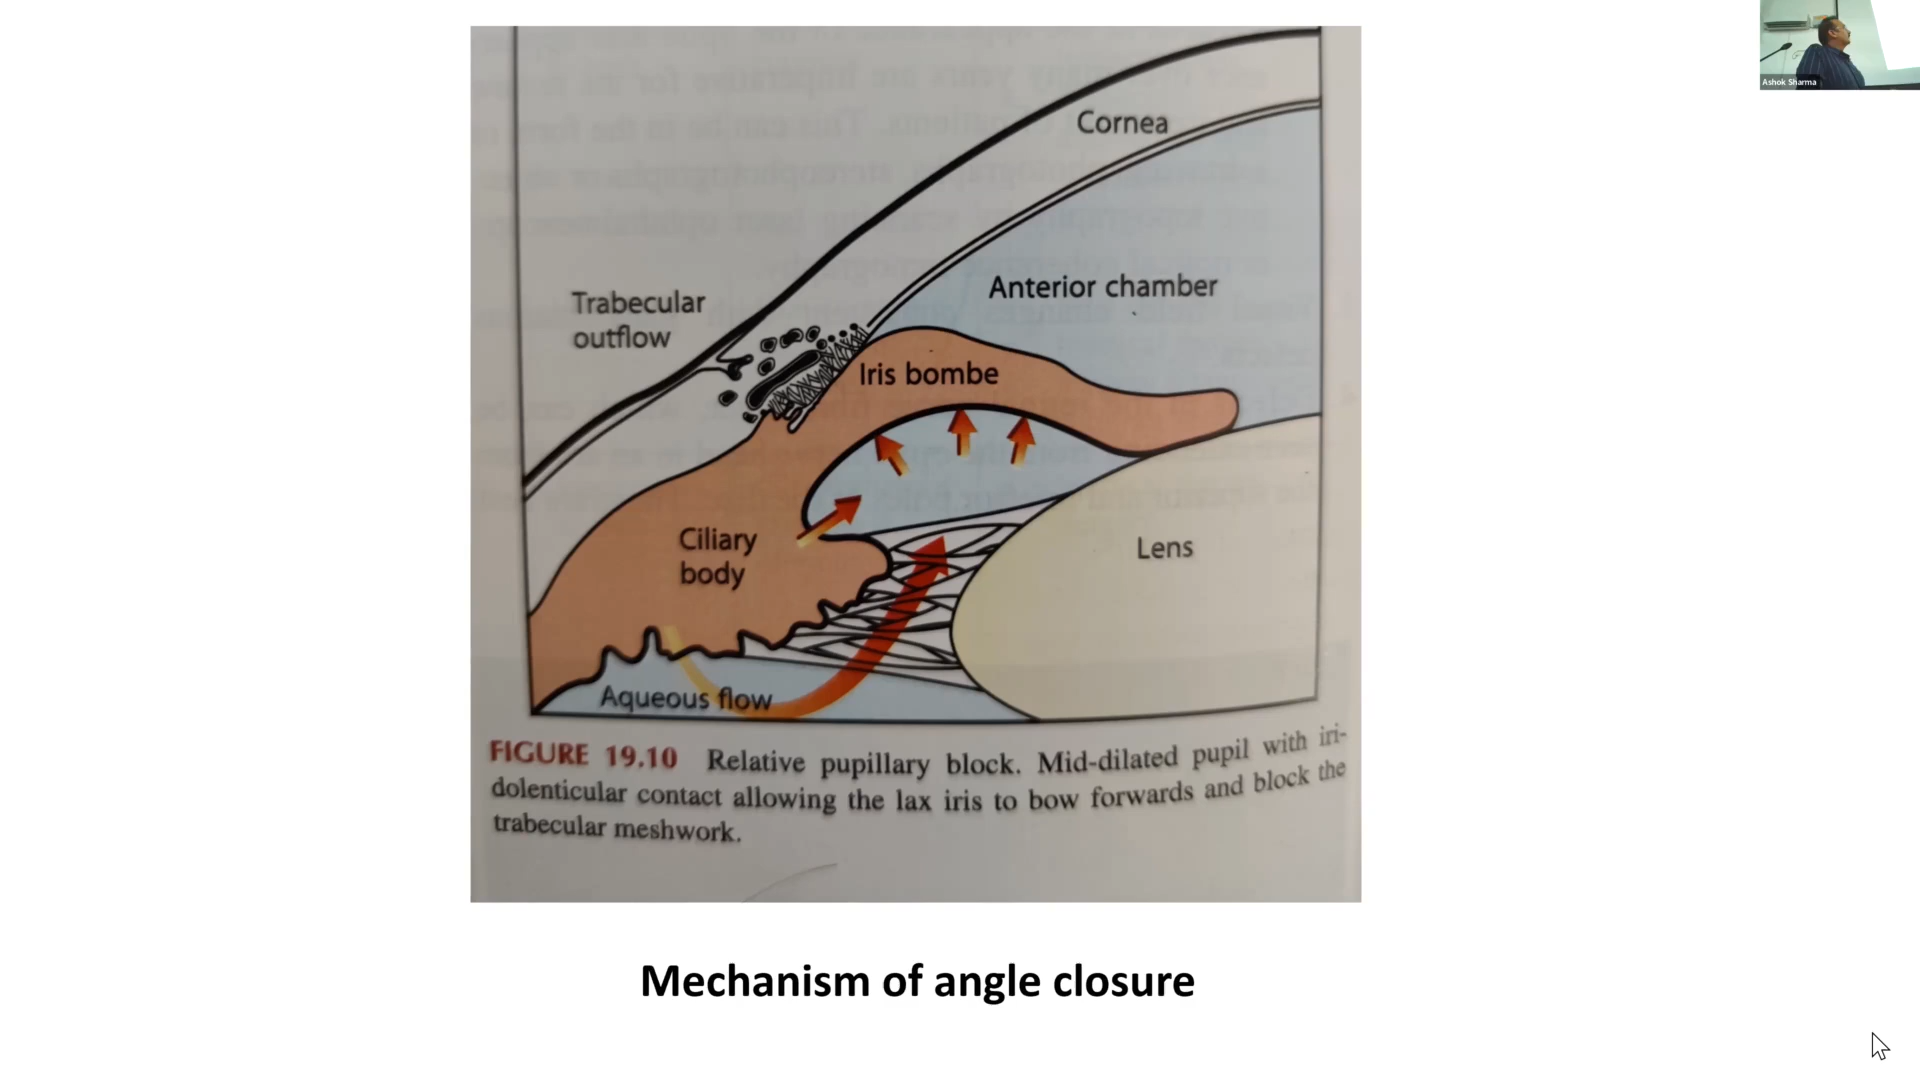 Ashok Sharma
Cornea
Anterior chamber
Trabecular
outflow
Iris bombe
Ciliary
body
Lens
Aqueous flow
FIGURE 19.10 Relative pupillary block. Mid-dilated pupil with iri-
dolenticular contact allowing the lax iris to bow forwards and block the
trabecular meshwork.
Mechanism of angle closure